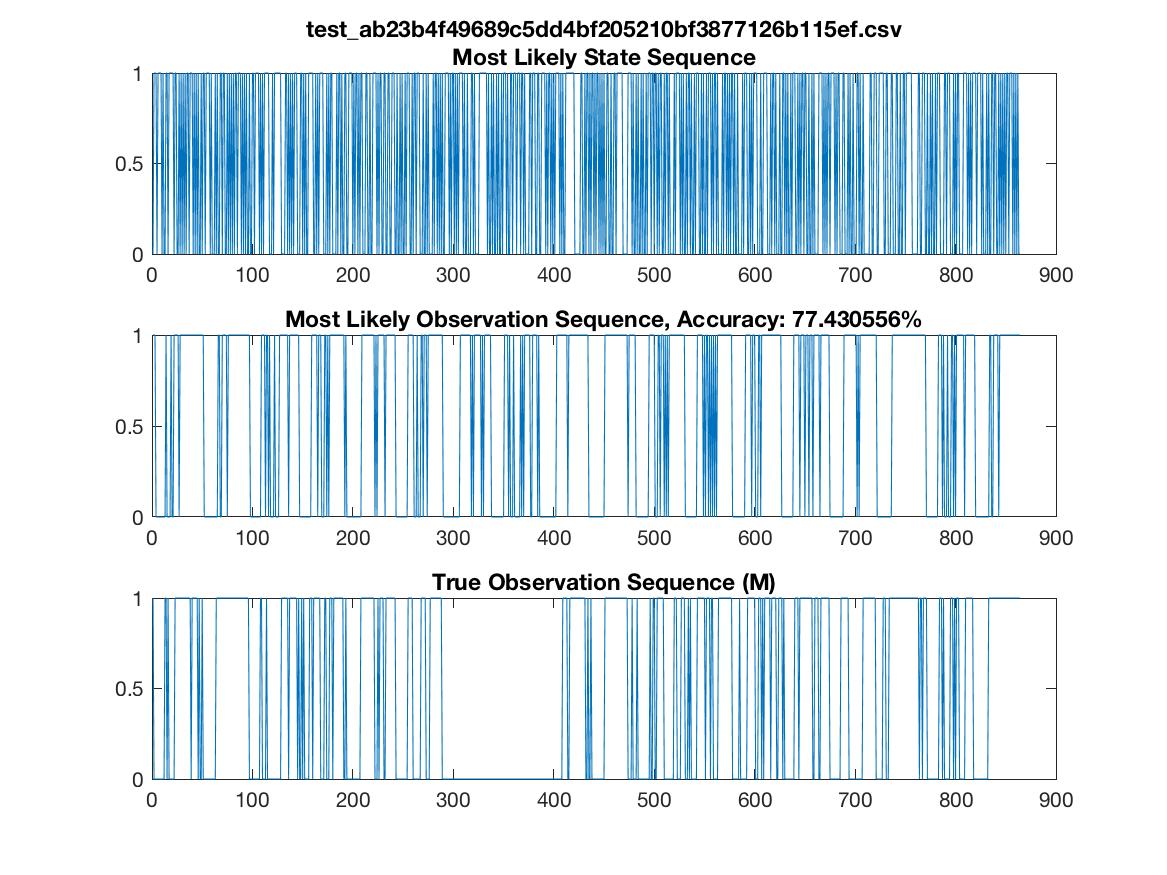 test_ab23b4f49689c5dd4bf205210bf3877126b115ef.csv
Most Likely State Sequence
1
0.5
0
0 100 200 300 400 500 600 700 800 900
Most Likely Observation Sequence, Accuracy: 77.430556%
1
0.5
0
0 100 200 300 400 500 600 700 800 900
True Observation Sequence (M)
1
0.5
0
0 100 200 300 400 500 600 700 800 900